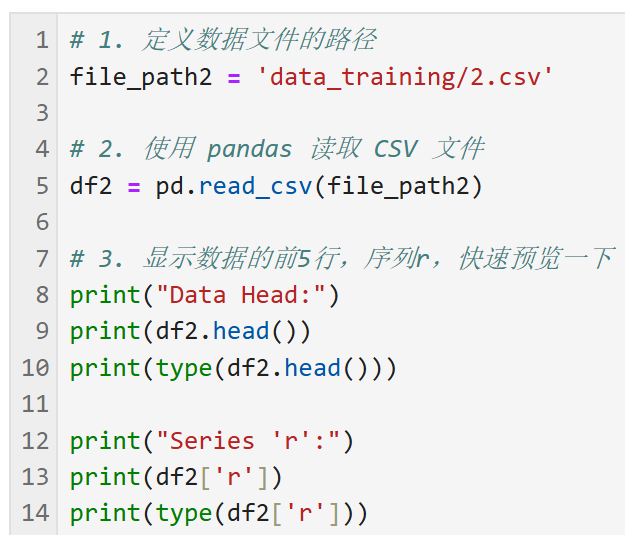 1 # 1. 定义数据文件的路径
2 file_path2 = 'data_training/2.csv'
3
4 # 2. 使用 pandas 读取 CSV 文件
5 df2 = pd.read_csv(file_path2)
6
7 # 3. 显示数据的前5行，序列r，快速预览一下
8 print("Data Head:")
9 print(df2.head())
10 print(type(df2.head()))
11
12 print("Series 'r':")
13 print(df2['r'])
14 print(type(df2['r']))